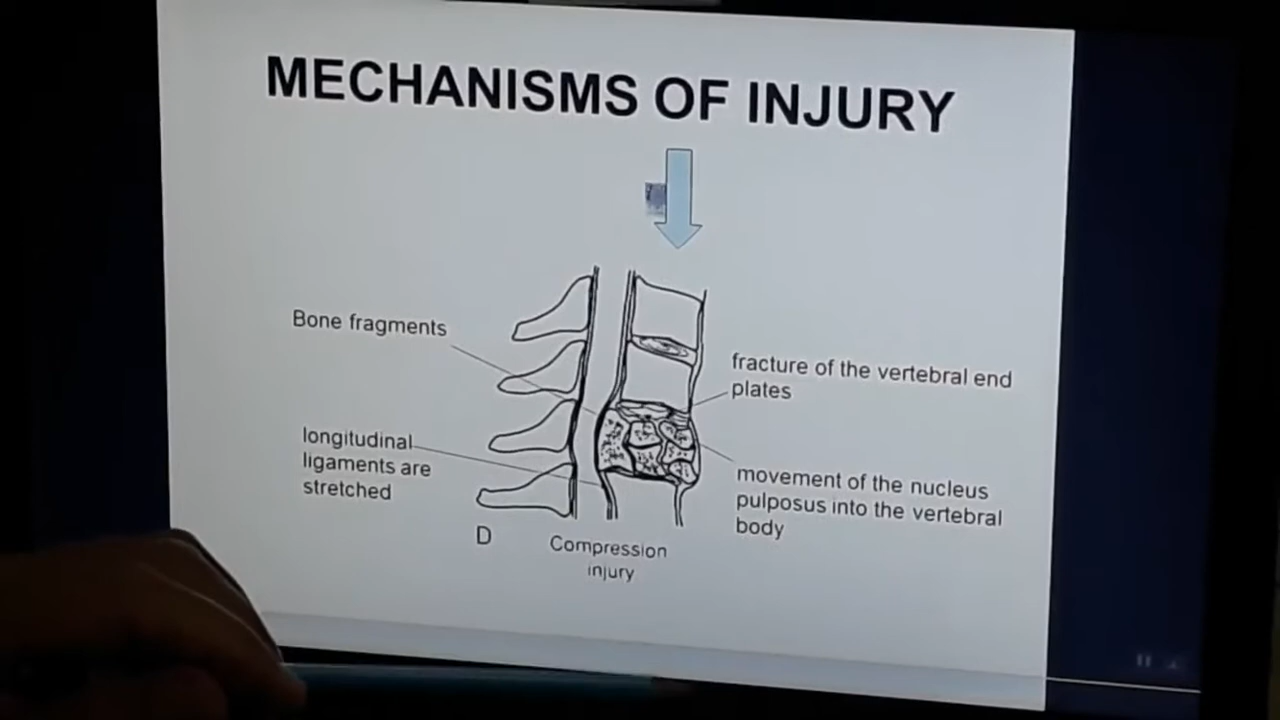 MECHANISMS OF INJURY
Bone fragments
fracture of the vertebral end
plates
longitudinal
ligaments are
stretched
movement of the nucleus
pulposus into the vertebral
body
D
Compression
injury